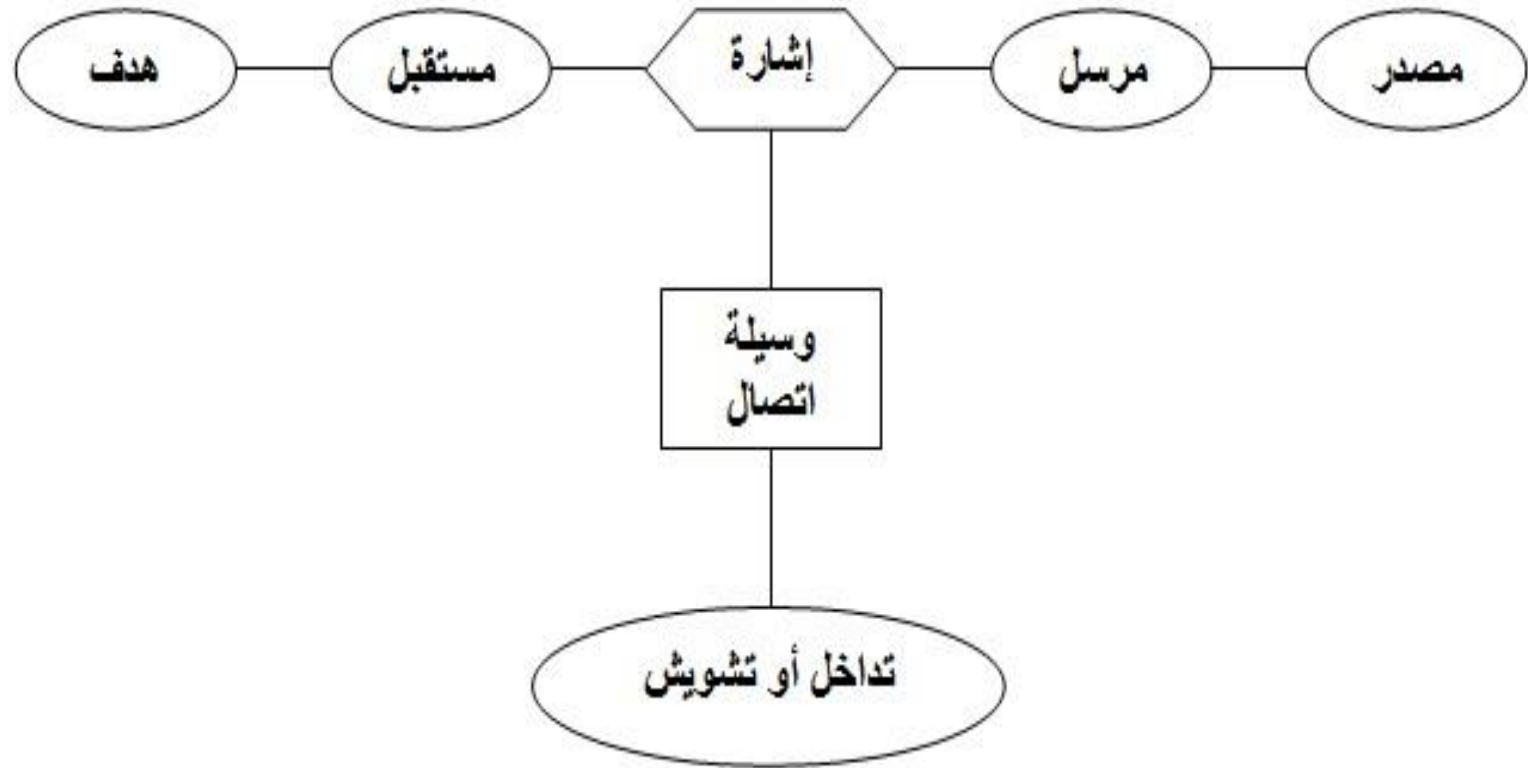 مصدر
مرسل
إشارة
مستقبل
هدف
وسيلة
اتصال
تداخل أو تشويش